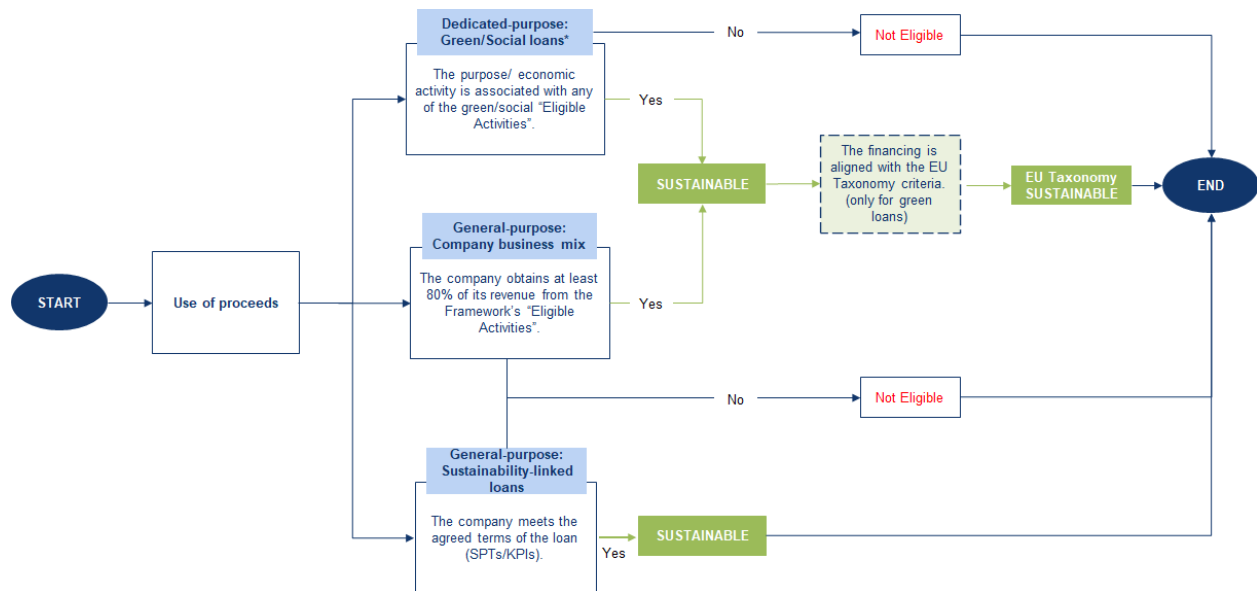 Dedicated-purpose:
Green/Social loans*
The purpose/ economic
activity is associated with any
of the green/social “Eligible
Activities”.
No
Not Eligible
Yes
SUSTAINABLE
The financing is
aligned with the EU
Taxonomy criteria.
(only for green
loans)
EU Taxonomy
SUSTAINABLE
END
START
Use of proceeds
General-purpose:
Company business mix
The company obtains at least
80% of its revenue from the
Framework’s “Eligible
Activities”.
Yes
No
Not Eligible
General-purpose:
Sustainability-linked
loans
The company meets the
agreed terms of the loan
(SPTs/KPIs).
Yes
SUSTAINABLE